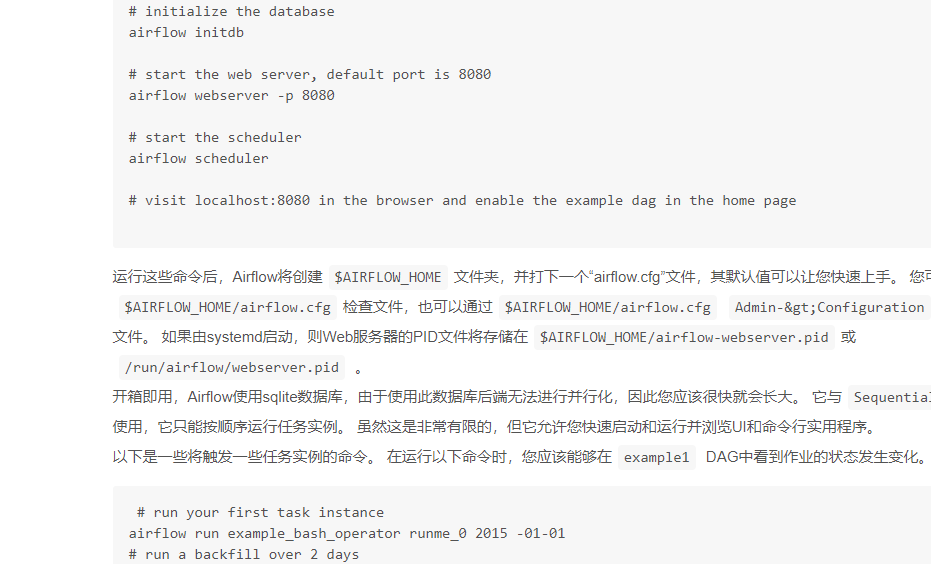 # initialize the database
airflow initdb
# start the web server, default port is 8080
airflow webserver -p 8080
# start the scheduler
airflow scheduler
# visit localhost:8080 in the browser and enable the example dag in the home page
运行这些命令后，Airflow将创建 $AIRFLOW_HOME 文件夹，并打下一个“airflow.cfg”文件，其默认值可以让您快速上手。 您可
$AIRFLOW_HOME/airflow.cfg 检查文件，也可以通过 $AIRFLOW_HOME/airflow.cfg Admin-&gt;Configuration
文件。 如果由systemd启动，则Web服务器的PID文件将存储在 $AIRFLOW_HOME/airflow-webserver.pid 或
/run/airflow/webserver.pid 。
开箱即用，Airflow使用sqlite数据库，由于使用此数据库后端无法进行并行化，因此您应该很快就会长大。 它与 Sequential
使用，它只能按顺序运行任务实例。 虽然这是非常有限的，但它允许您快速启动和运行并浏览UI和命令行实用程序。
以下是一些将触发一些任务实例的命令。 在运行以下命令时，您应该能够在 example1 DAG中看到作业的状态发生变化。
# run your first task instance
airflow run example_bash_operator runme_0 2015 -01-01
# run a backfill over 2 days